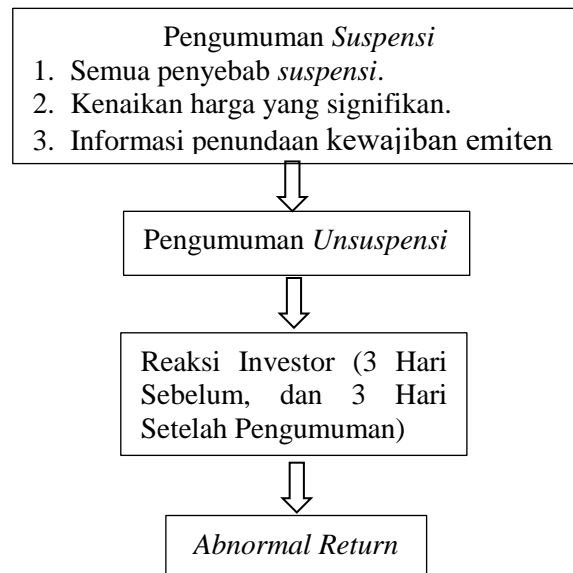 Pengumuman Suspensi
1. Semua penyebab suspensi.
2. Kenaikan harga yang signifikan.
3. Informasi penundaan kewajiban emiten
Pengumuman Unsuspensi
Reaksi Investor (3 Hari
Sebelum, dan 3 Hari
Setelah Pengumuman)
Abnormal Return